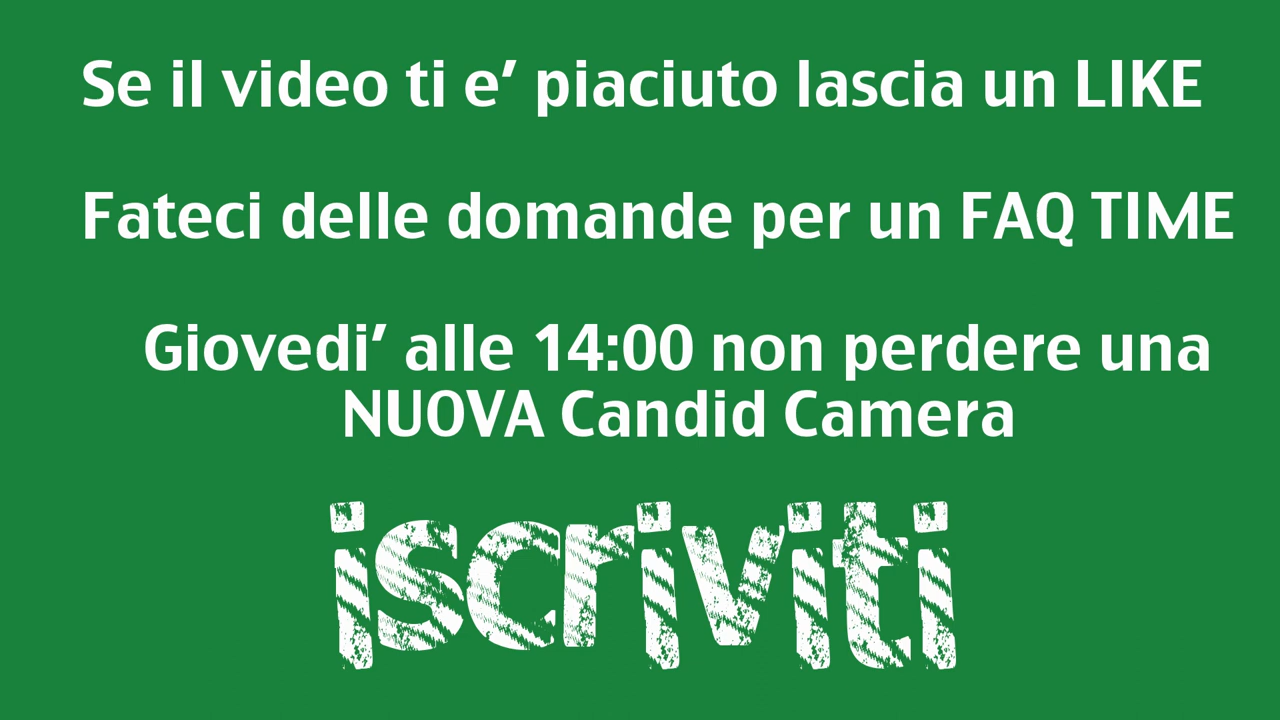 Se il video ti e’ piaciuto lascia un LIKE
Fateci delle domande per un FAQ TIME
Giovedi’ alle 14:00 non perdere una
NUOVA Candid Camera
iscriviti